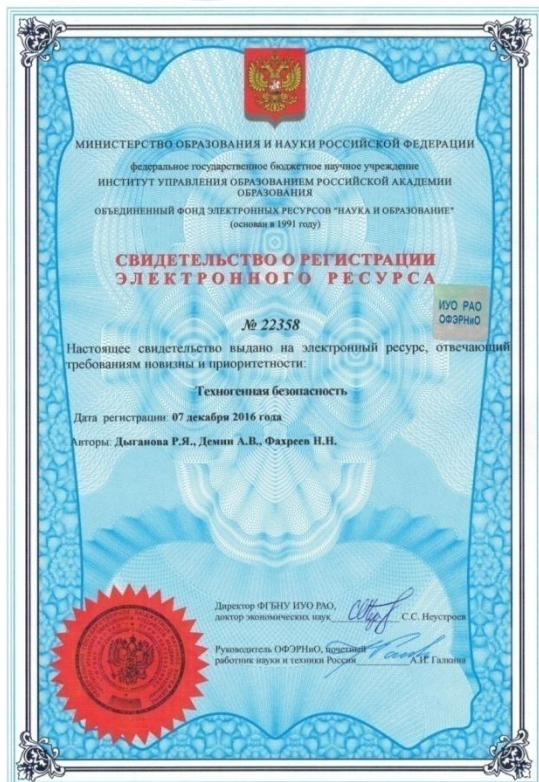 МИНИСТЕРСТВО ОБРАЗОВАНИЯ И НАУКИ РОССИЙСКОЙ ФЕДЕРАЦИИ
федеральное государственное бюджетное научное учреждение
ИНСТИТУТ УПРАВЛЕНИЯ ОБРАЗОВАНИЕМ РОССИЙСКОЙ АКАДЕМИИ
ОБРАЗОВАНИЯ
ОБЪЕДИНЕННЫЙ ФОНД ЭЛЕКТРОННЫХ РЕСУРСОВ "НАУКА И ОБРАЗОВАНИЕ"
(основан в 1991 году)
СВИДЕТЕЛЬСТВО О РЕГИСТРАЦИИ
ЭЛЕКТРОННОГО РЕСУРСА
ИУО РАО
ОФЭРНиО
№ 22358
Настоящее свидетельство выдано на электронный ресурс, отвечающий
требованиям новизны и приоритетности:
Техногенная безопасность
Дата регистрации: 07 декабря 2016 года
Авторы: Дыганова Р.Я., Демин А.В., Фахреев Н.Н.
Директор ФГБНУ ИУО РАО,
доктор экономических наук С.С. Неустроев
Руководитель ОФЭРНиО, почетный
работник науки и техники России А.И. Галкина